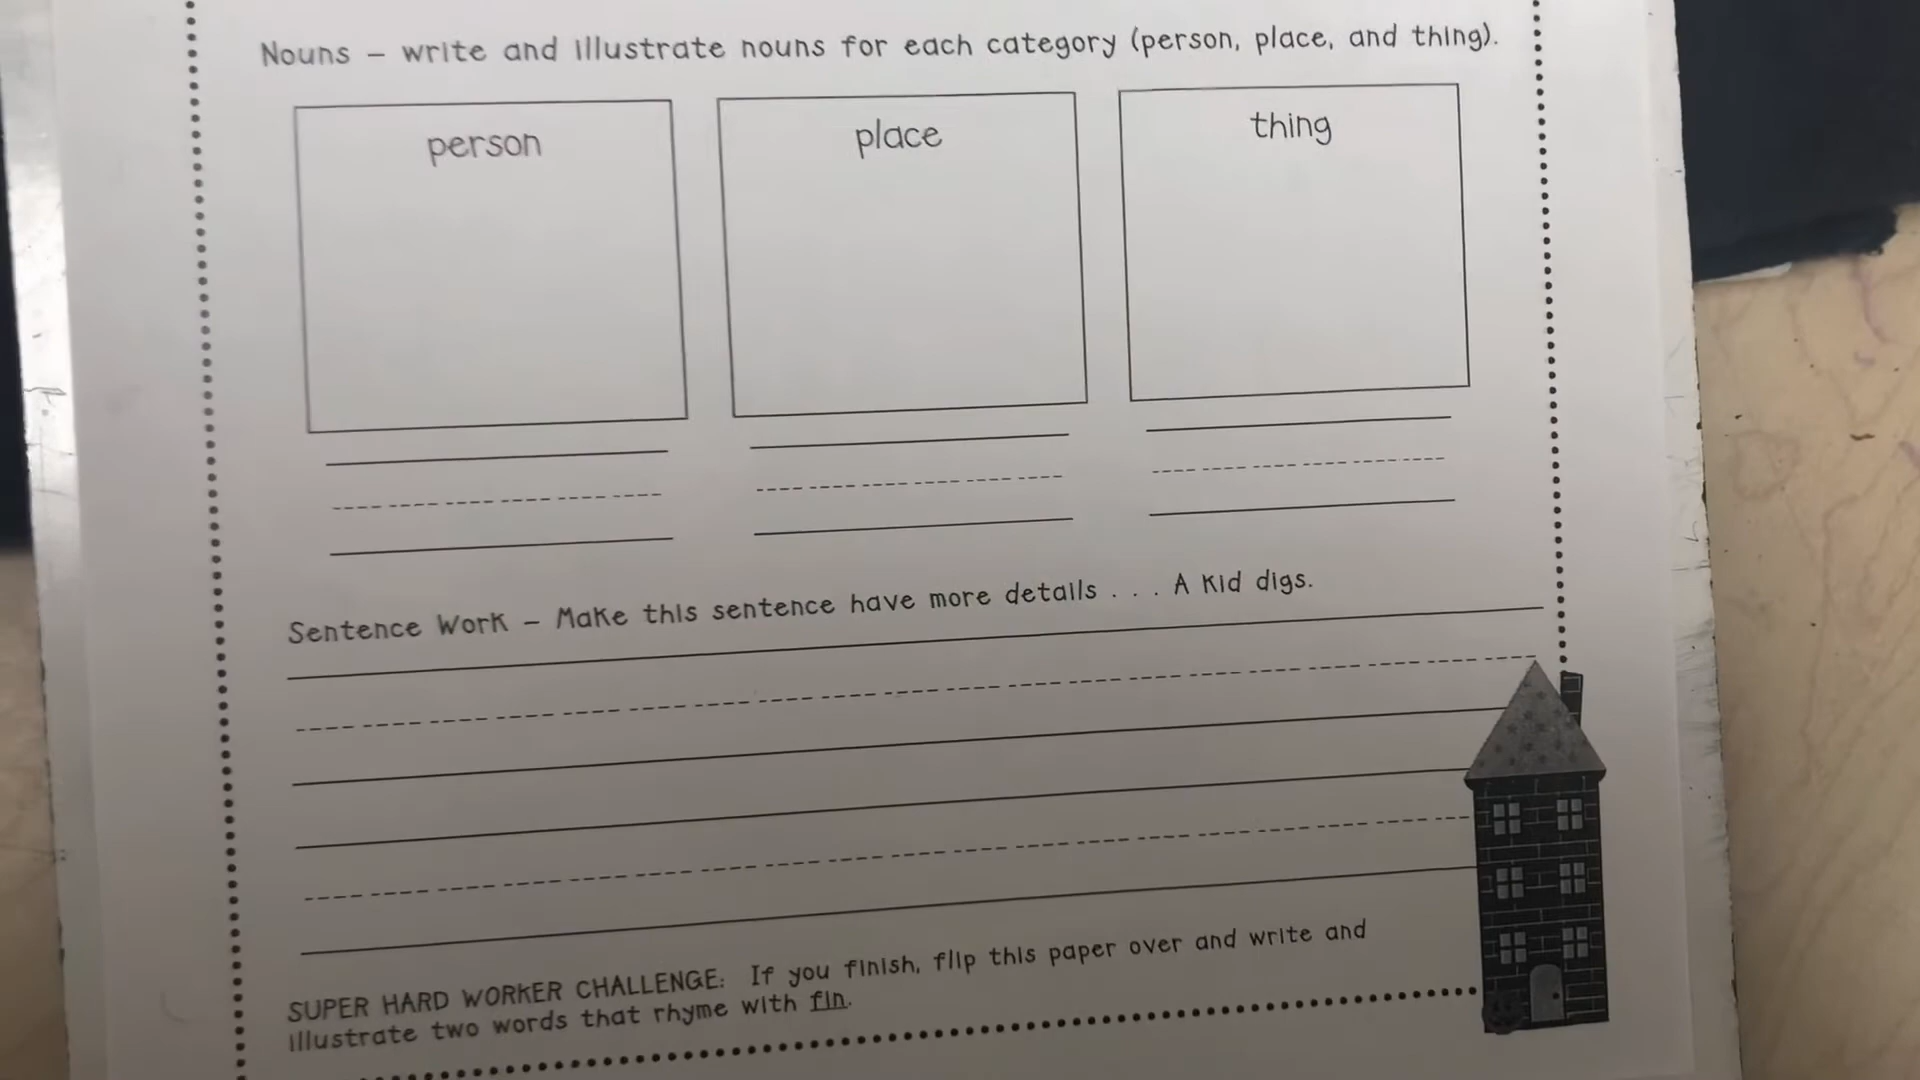 Nouns – write and illustrate nouns for each category (person, place, and thing).
person
place
thing
Sentence Work – Make this sentence have more details . . . A kid digs.
SUPER HARD WORKER CHALLENGE: If you finish, flip this paper over and write and
illustrate two words that rhyme with fin.